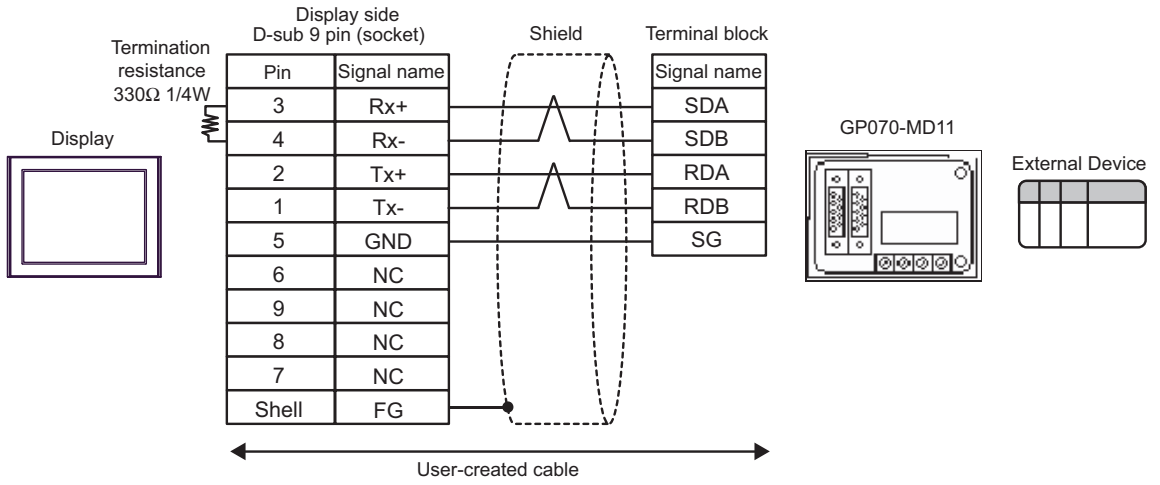 Display side
D-sub 9 pin (socket)
Shield
Terminal block
Termination
resistance
330Ω 1/4W
Pin Signal name
3 Rx+
4 Rx-
2 Tx+
1 Tx-
5 GND
6 NC
9 NC
8 NC
7 NC
Shell FG
Signal name
SDA
SDB
RDA
RDB
SG
Display
GP070-MD11
External Device
User-created cable